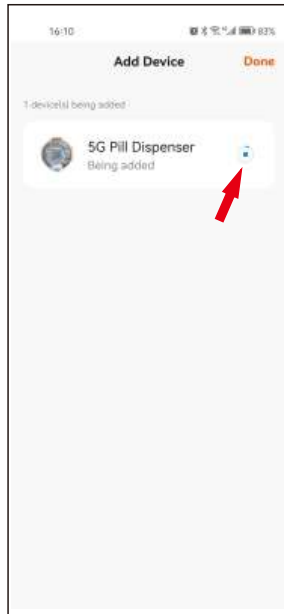 16:10
83%
Add Device
Done
1 device(s) being added
5G Pill Dispenser
Being added